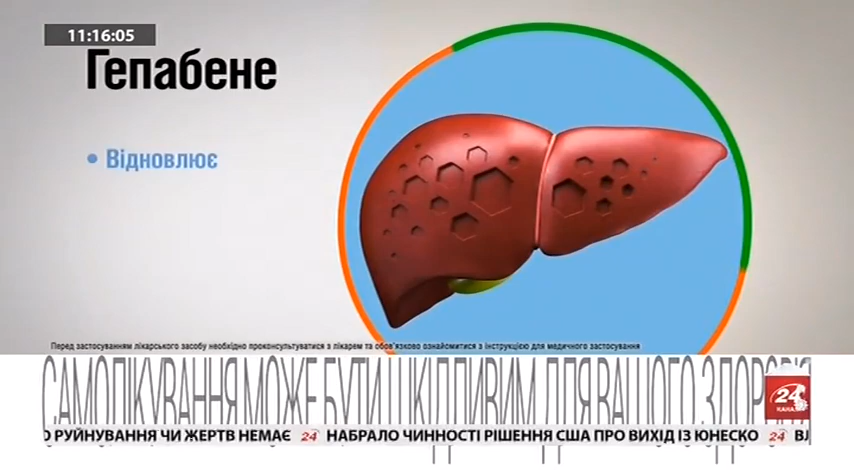 11:16:05
Гепабене
• Відновлює
Перед застосуванням лікарського засобу необхідно проконсультуватися з лікарем та обов'язково ознайомитися з інструкцією для медичного застосування
САМОЛІКУВАННЯ МОЖЕ БУТИ ШКІДЛИВИМ ДЛЯ ВАШОГО ЗДОРОВ'Я
24
КАНАЛ
О РУЙНУВАННЯ ЧИ ЖЕРТВ НЕМАЄ 24 НАБРАЛО ЧИННОСТІ РІШЕННЯ США ПРО ВИХІД ІЗ ЮНЕСКО 24 ВЛ